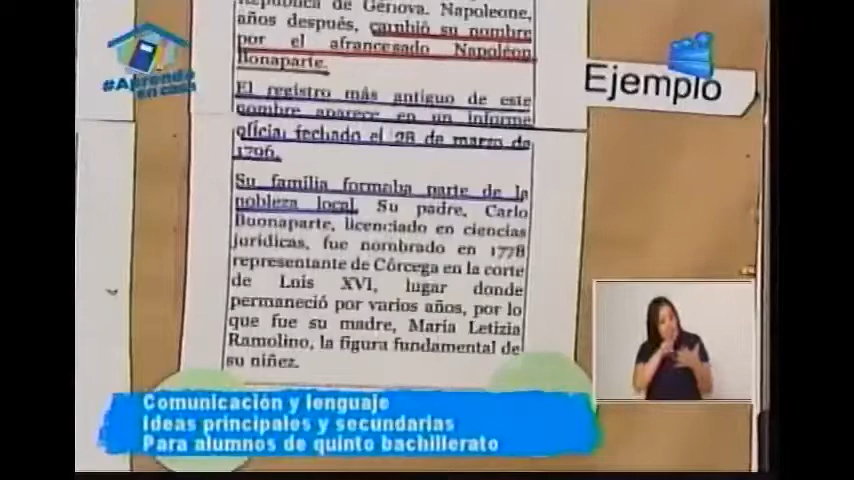 República de Génova. Napoleone,
años después, cambió su nombre
por el afrancesado Napoléon
Bonaparte.
El registro más antiguo de este
nombre aparece en un informe
oficial fechado el 28 de marzo de
1796.
Su familia formaba parte de la
nobleza local. Su padre, Carlo
Buonaparte, licenciado en ciencias
jurídicas, fue nombrado en 1778
representante de Córcega en la corte
de Luis XVI, lugar donde
permaneció por varios años, por lo
que fue su madre, María Letizia
Ramolino, la figura fundamental de
su niñez.
Ejemplo
#Aprendo
en casa
Comunicación y lenguaje
Ideas principales y secundarias
Para alumnos de quinto bachillerato